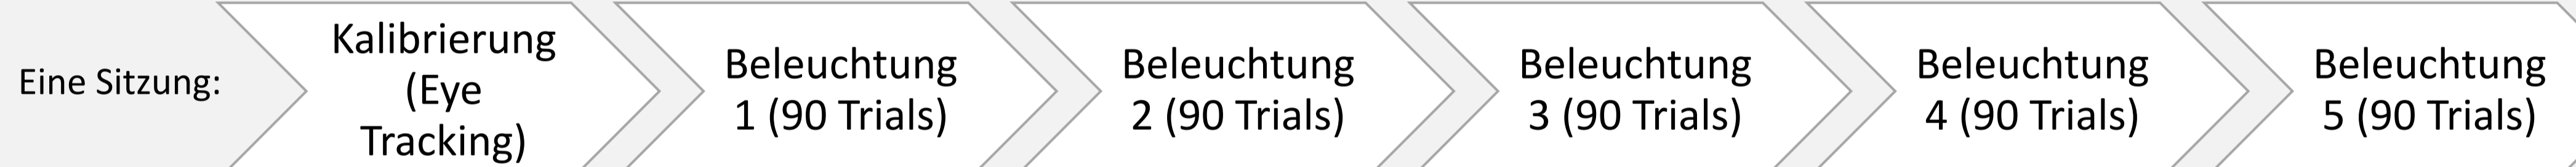 Eine Sitzung:
Kalibrierung
(Eye
Tracking)
Beleuchtung
1 (90 Trials)
Beleuchtung
2 (90 Trials)
Beleuchtung
3 (90 Trials)
Beleuchtung
4 (90 Trials)
Beleuchtung
5 (90 Trials)